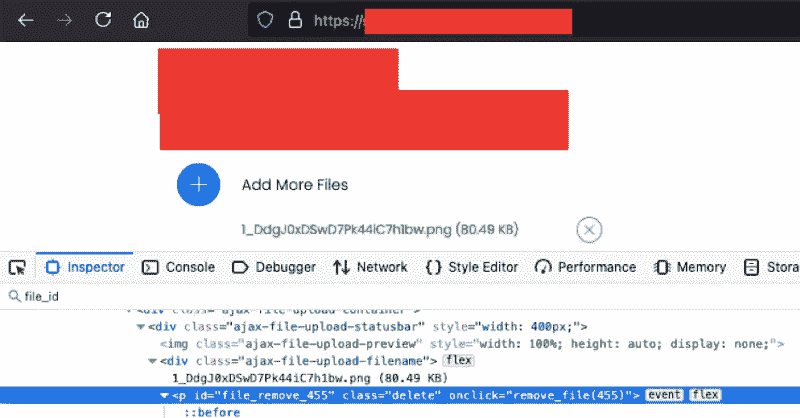 https://
Add More Files
1_DdgJ0xDSwD7Pk44iC7h1bw.png (80.49 KB)
Inspector Console Debugger Network {} Style Editor Performance Memory Stora
file_id
<div class="ajax-file-upload-container">
<div class="ajax-file-upload-statusbar" style="width: 400px;">
<img class="ajax-file-upload-preview" style="width: 100%; height: auto; display: none;">
<div class="ajax-file-upload-filename"> flex
1_DdgJ0xDSwD7Pk44iC7h1bw.png (80.49 KB)
<p id="file_remove_455" class="delete" onclick="remove_file(455)"> event flex
::before